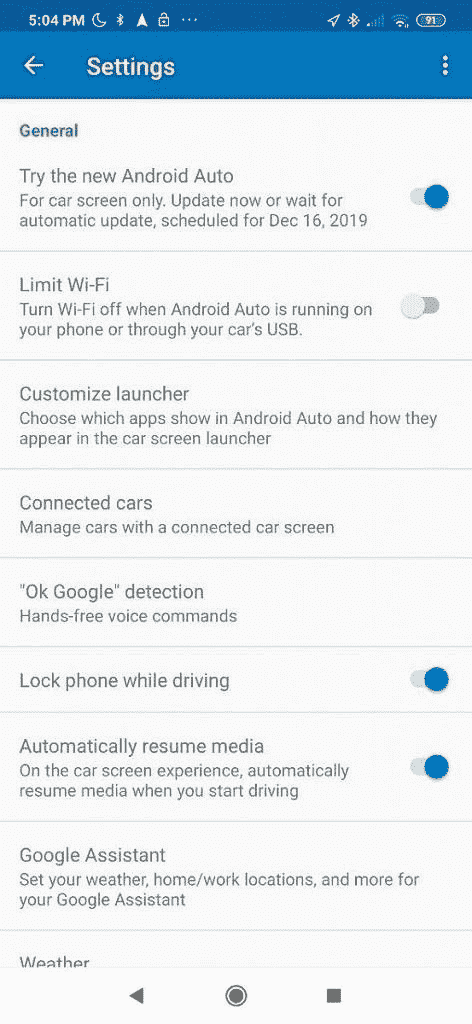 5:04 PM ... 91
Settings
General
Try the new Android Auto
For car screen only. Update now or wait for
automatic update, scheduled for Dec 16, 2019
Limit Wi-Fi
Turn Wi-Fi off when Android Auto is running on
your phone or through your car's USB.
Customize launcher
Choose which apps show in Android Auto and how they
appear in the car screen launcher
Connected cars
Manage cars with a connected car screen
"Ok Google" detection
Hands-free voice commands
Lock phone while driving
Automatically resume media
On the car screen experience, automatically
resume media when you start driving
Google Assistant
Set your weather, home/work locations, and more for
your Google Assistant
Weather